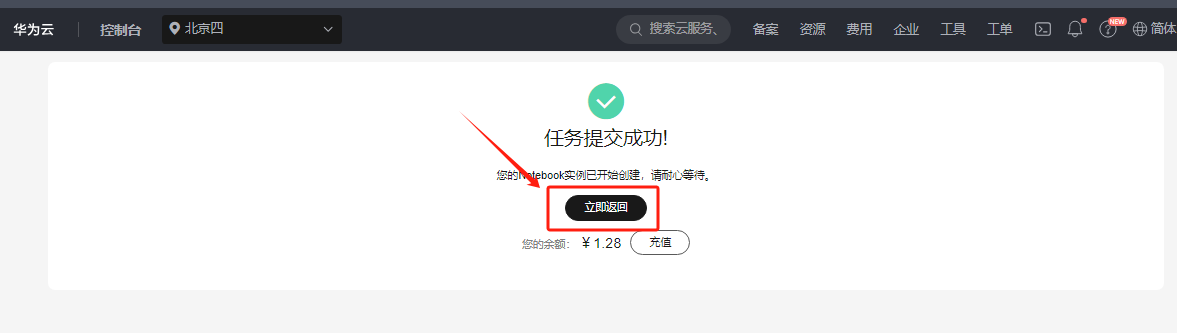 华为云 控制台 北京四 搜索云服务、 备案 资源 费用 企业 工具 工单 NEW 简体
任务提交成功!
您的Notebook实例已开始创建，请耐心等待。
立即返回
您的余额： ¥ 1.28 充值